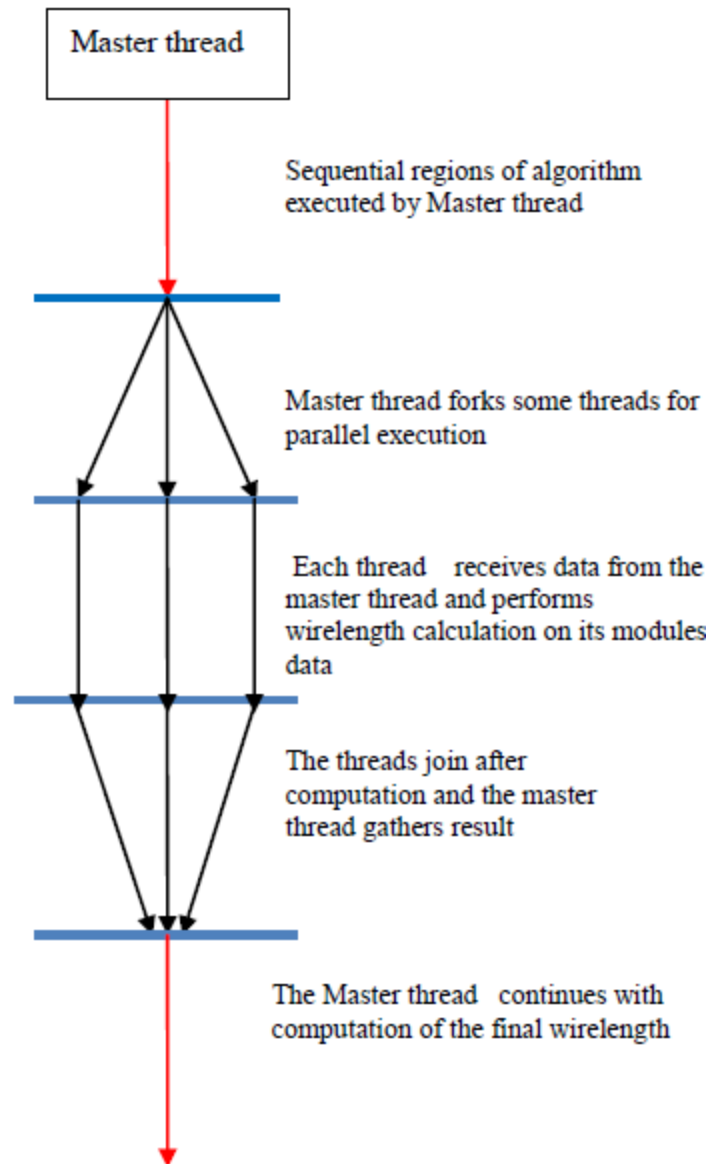 Master thread
Sequential regions of algorithm
executed by Master thread
Master thread forks some threads for
parallel execution
Each thread receives data from the
master thread and performs
wirelength calculation on its modules
data
The threads join after
computation and the master
thread gathers result
The Master thread continues with
computation of the final wirelength